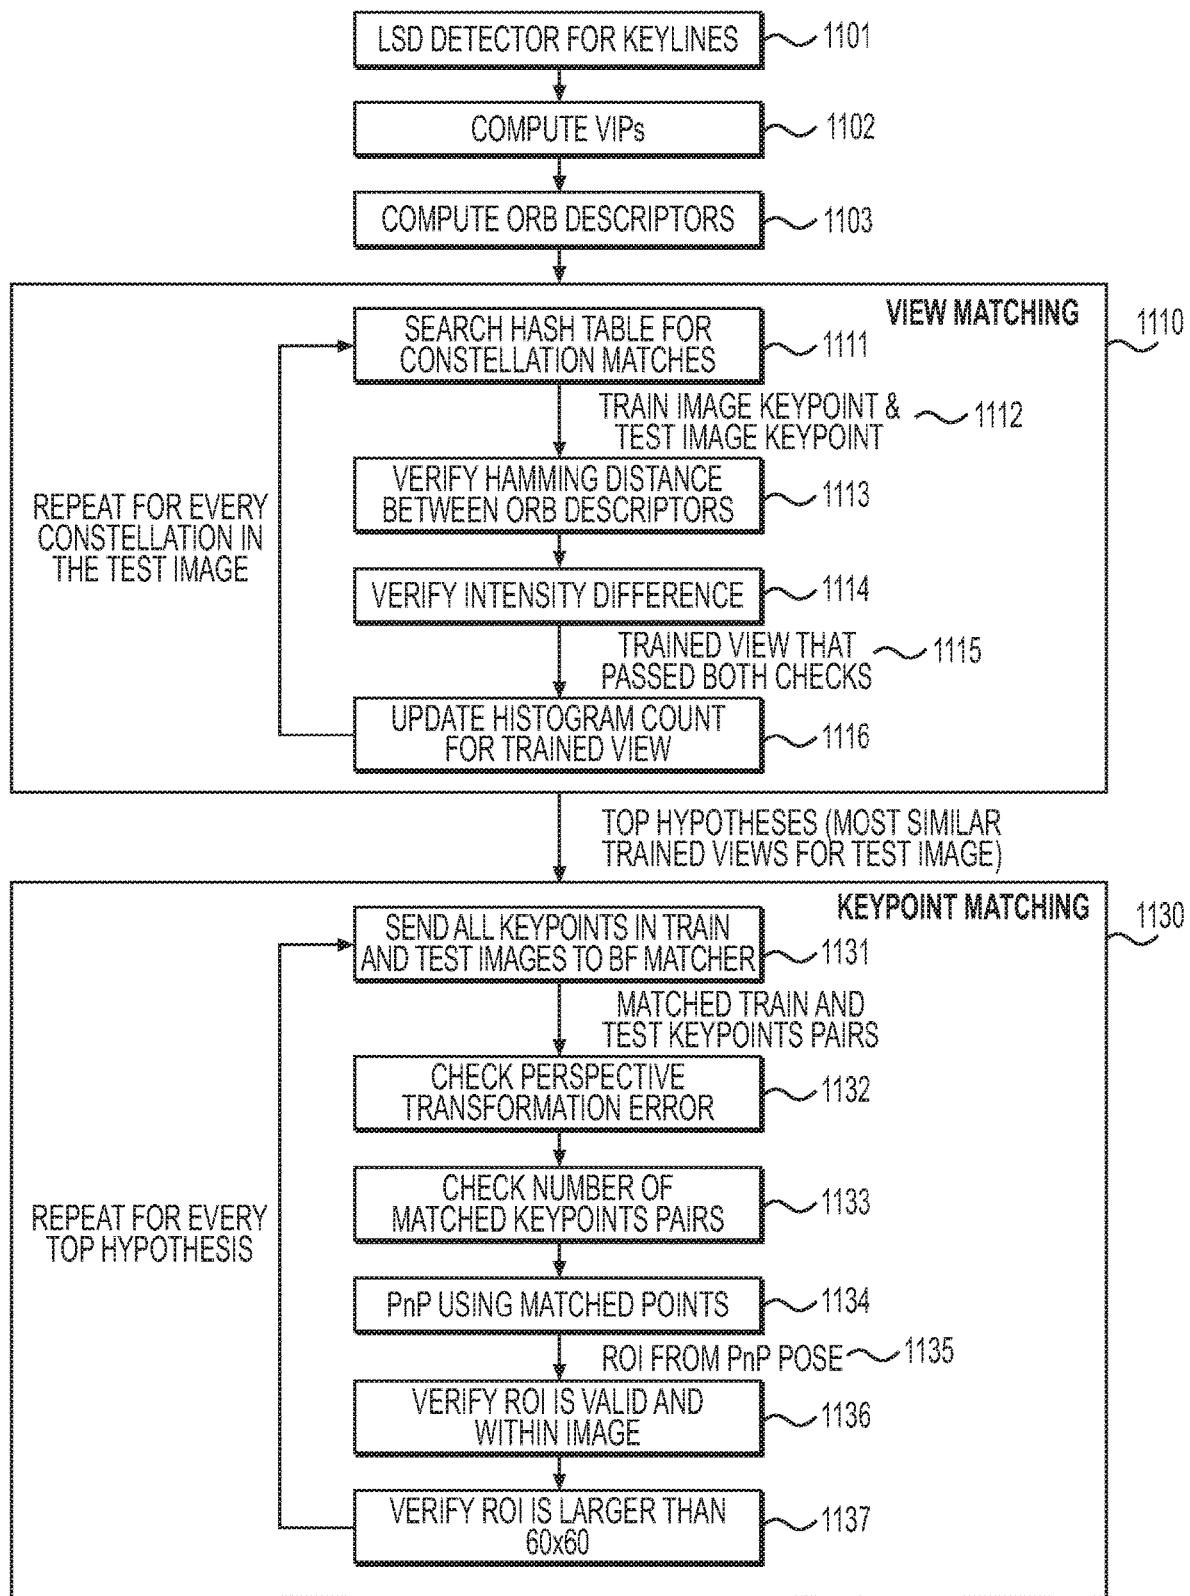 LSD DETECTOR FOR KEYLINES
1101
COMPUTE VIPs
1102
COMPUTE ORB DESCRIPTORS
1103
VIEW MATCHING
1110
SEARCH HASH TABLE FOR
CONSTELLATION MATCHES
1111
TRAIN IMAGE KEYPOINT &
TEST IMAGE KEYPOINT
1112
VERIFY HAMMING DISTANCE
BETWEEN ORB DESCRIPTORS
1113
REPEAT FOR EVERY
CONSTELLATION IN
THE TEST IMAGE
VERIFY INTENSITY DIFFERENCE
1114
TRAINED VIEW THAT
PASSED BOTH CHECKS
1115
UPDATE HISTOGRAM COUNT
FOR TRAINED VIEW
1116
TOP HYPOTHESES (MOST SIMILAR
TRAINED VIEWS FOR TEST IMAGE)
KEYPOINT MATCHING
1130
SEND ALL KEYPOINTS IN TRAIN
AND TEST IMAGES TO BF MATCHER
1131
MATCHED TRAIN AND
TEST KEYPOINTS PAIRS
CHECK PERSPECTIVE
TRANSFORMATION ERROR
1132
CHECK NUMBER OF
MATCHED KEYPOINTS PAIRS
1133
REPEAT FOR EVERY
TOP HYPOTHESIS
PnP USING MATCHED POINTS
1134
ROI FROM PnP POSE
1135
VERIFY ROI IS VALID AND
WITHIN IMAGE
1136
VERIFY ROI IS LARGER THAN
60x60
1137